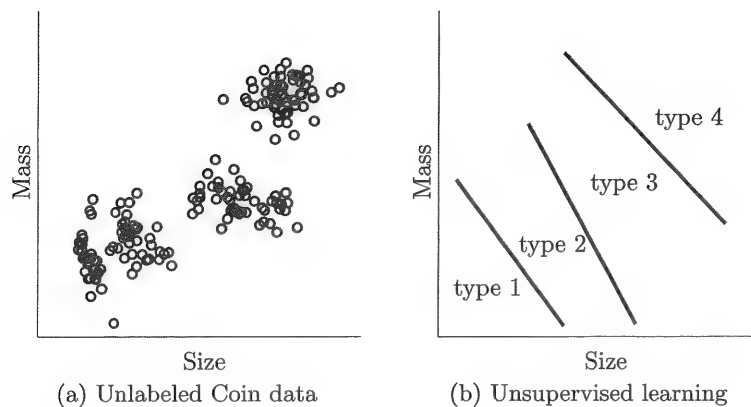 Mass
Size
(a) Unlabeled Coin data
Mass
type 1
type 2
type 3
type 4
Size
(b) Unsupervised learning